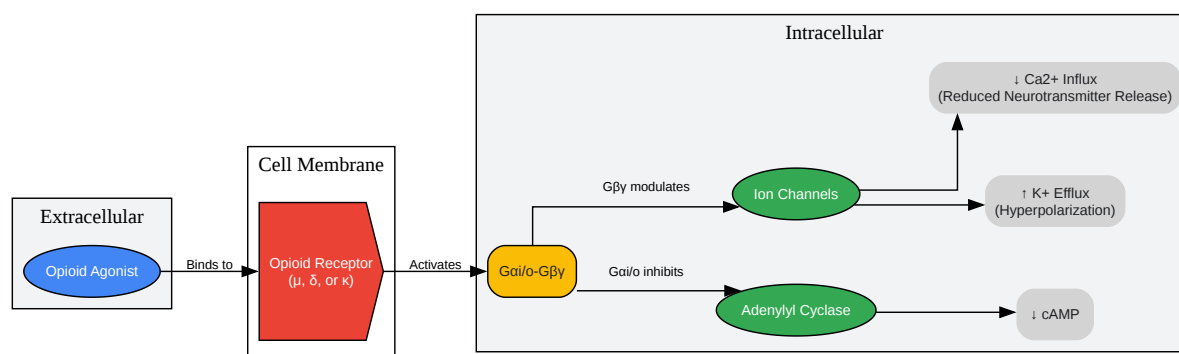 Intracellular
↓ Ca2+ Influx
(Reduced Neurotransmitter Release)
Cell Membrane
Gβγ modulates
Ion Channels
↑ K+ Efflux
(Hyperpolarization)
Extracellular
Opioid Agonist
Binds to
Opioid Receptor
(μ, δ, or κ)
Activates
Gαi/o-Gβγ
Gαi/o inhibits
Adenylyl Cyclase
↓ cAMP